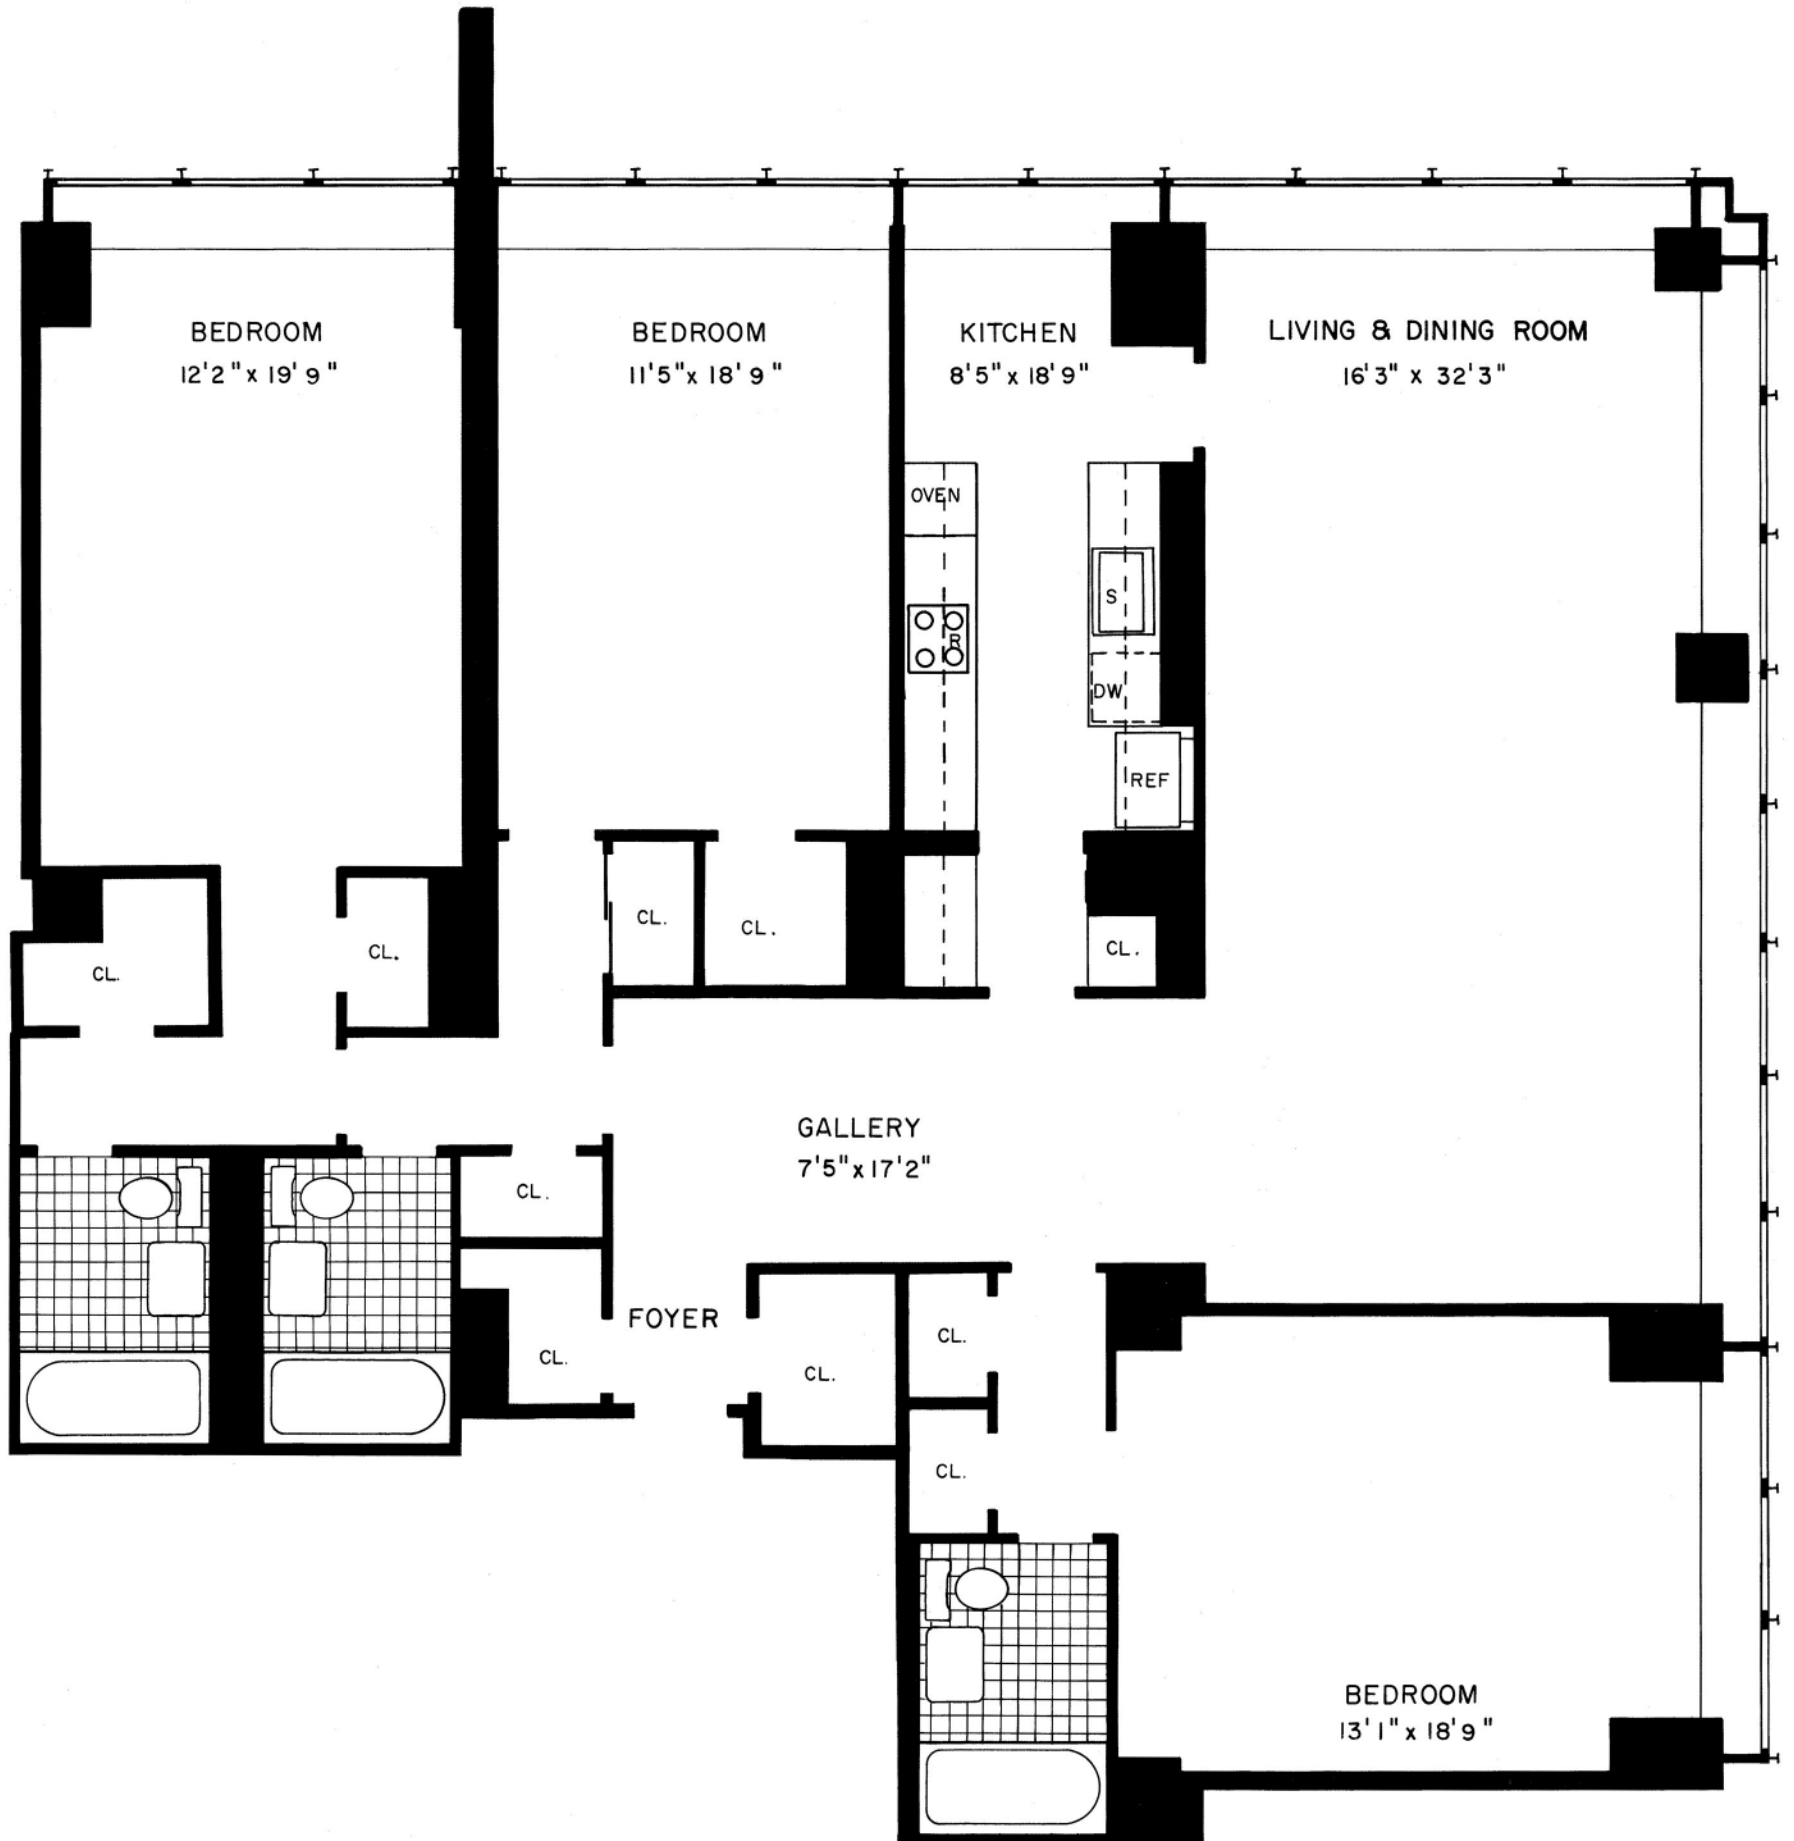 BEDROOM
12'2" x 19'9"
BEDROOM
11'5" x 18'9"
KITCHEN
8'5" x 18'9"
LIVING & DINING ROOM
16'3" x 32'3"
OVEN
S
R
DW
REF
CL.
CL.
CL.
CL.
CL.
GALLERY
7'5" x 17'2"
CL.
FOYER
CL.
CL.
CL.
CL.
BEDROOM
13'1" x 18'9"